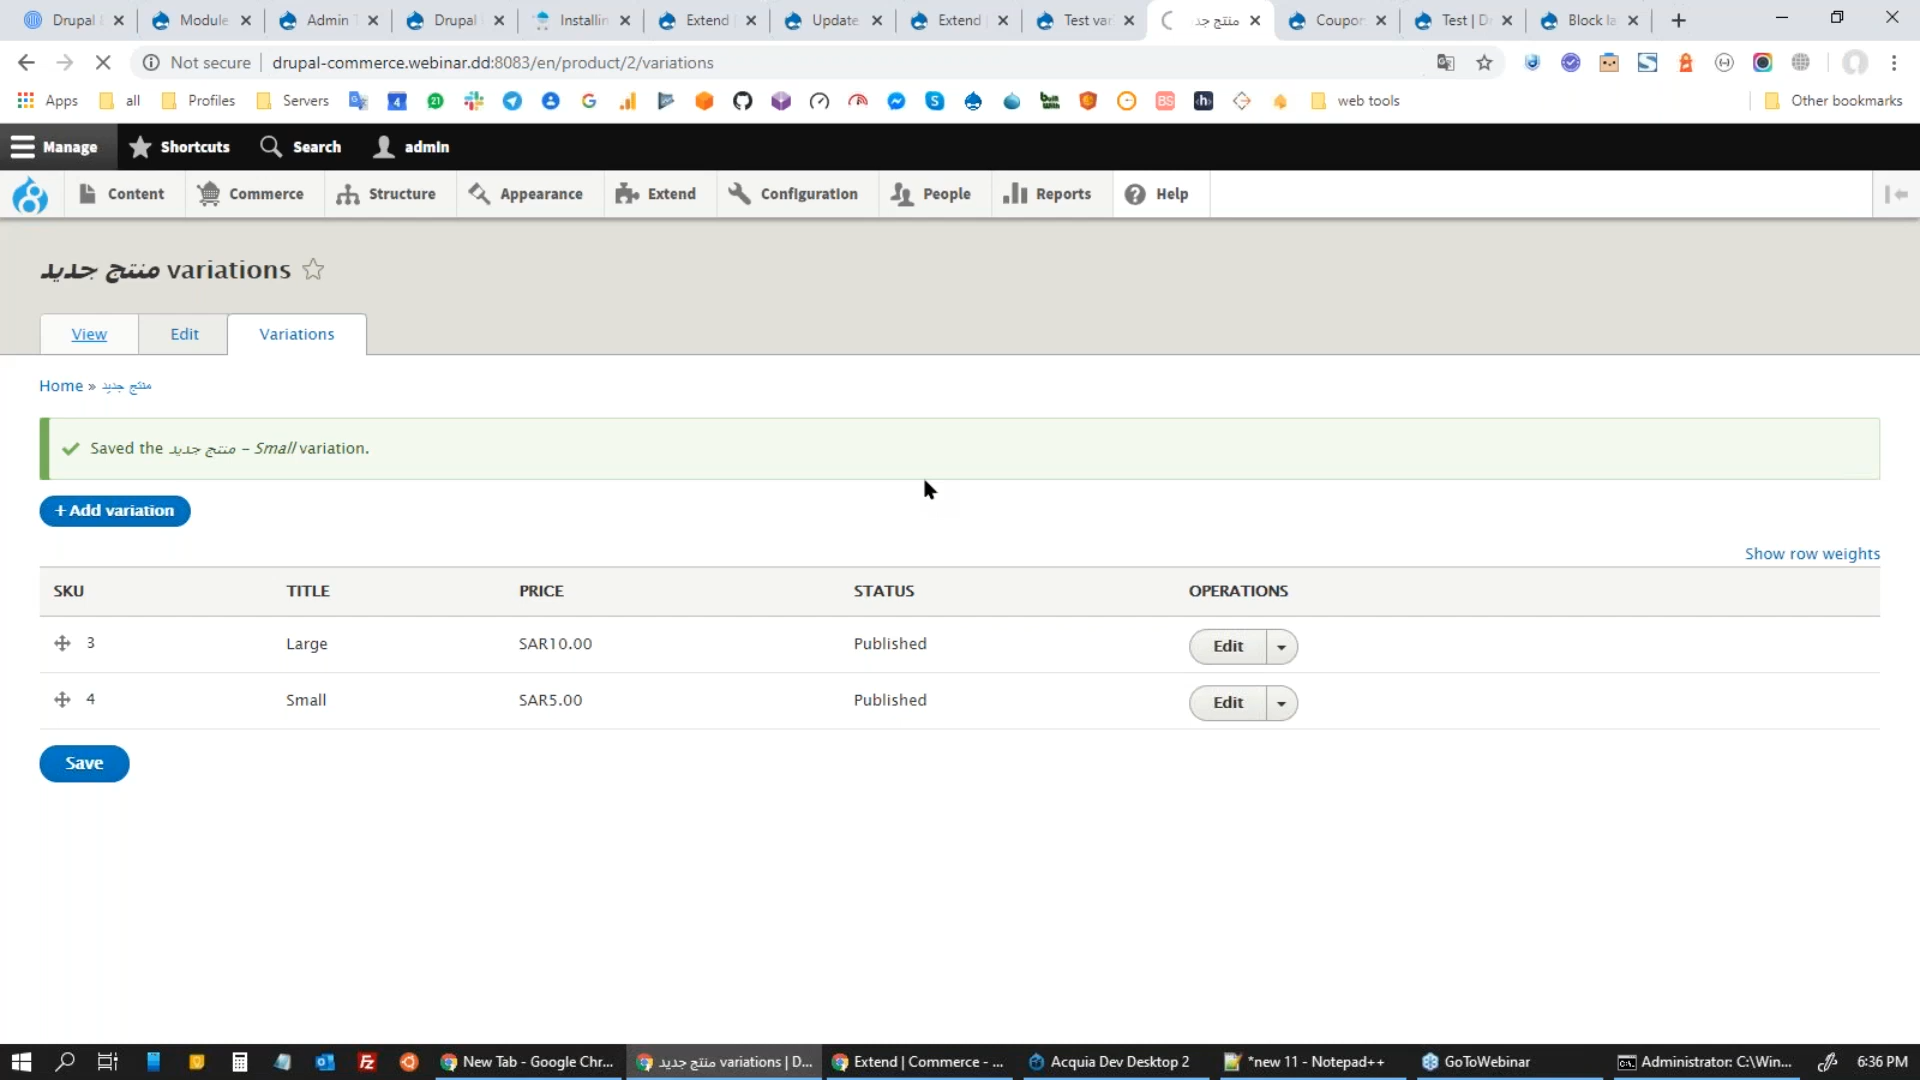 Drupal
Module
Admin T
Drupal
Installin
Extend
Update
Extend
Test var
منتج جد
Coupon
Test | D
Block la
Not secure
drupal-commerce.webinar.dd:8083/en/product/2/variations
Apps
all
Profiles
Servers
web tools
Other bookmarks
Manage
Shortcuts
Search
admin
Content
Commerce
Structure
Appearance
Extend
Configuration
People
Reports
Help
منتج جديد variations
View
Edit
Variations
Home » منتج جديد
Saved the منتج جديد – Small variation.
+ Add variation
Show row weights
SKU TITLE PRICE STATUS OPERATIONS
3 Large SAR10.00 Published Edit
4 Small SAR5.00 Published Edit
Save
New Tab - Google Chr...
منتج جديد variations | D...
Extend | Commerce - ...
Acquia Dev Desktop 2
*new 11 - Notepad++
GoToWebinar
Administrator: C:\Win...
6:36 PM